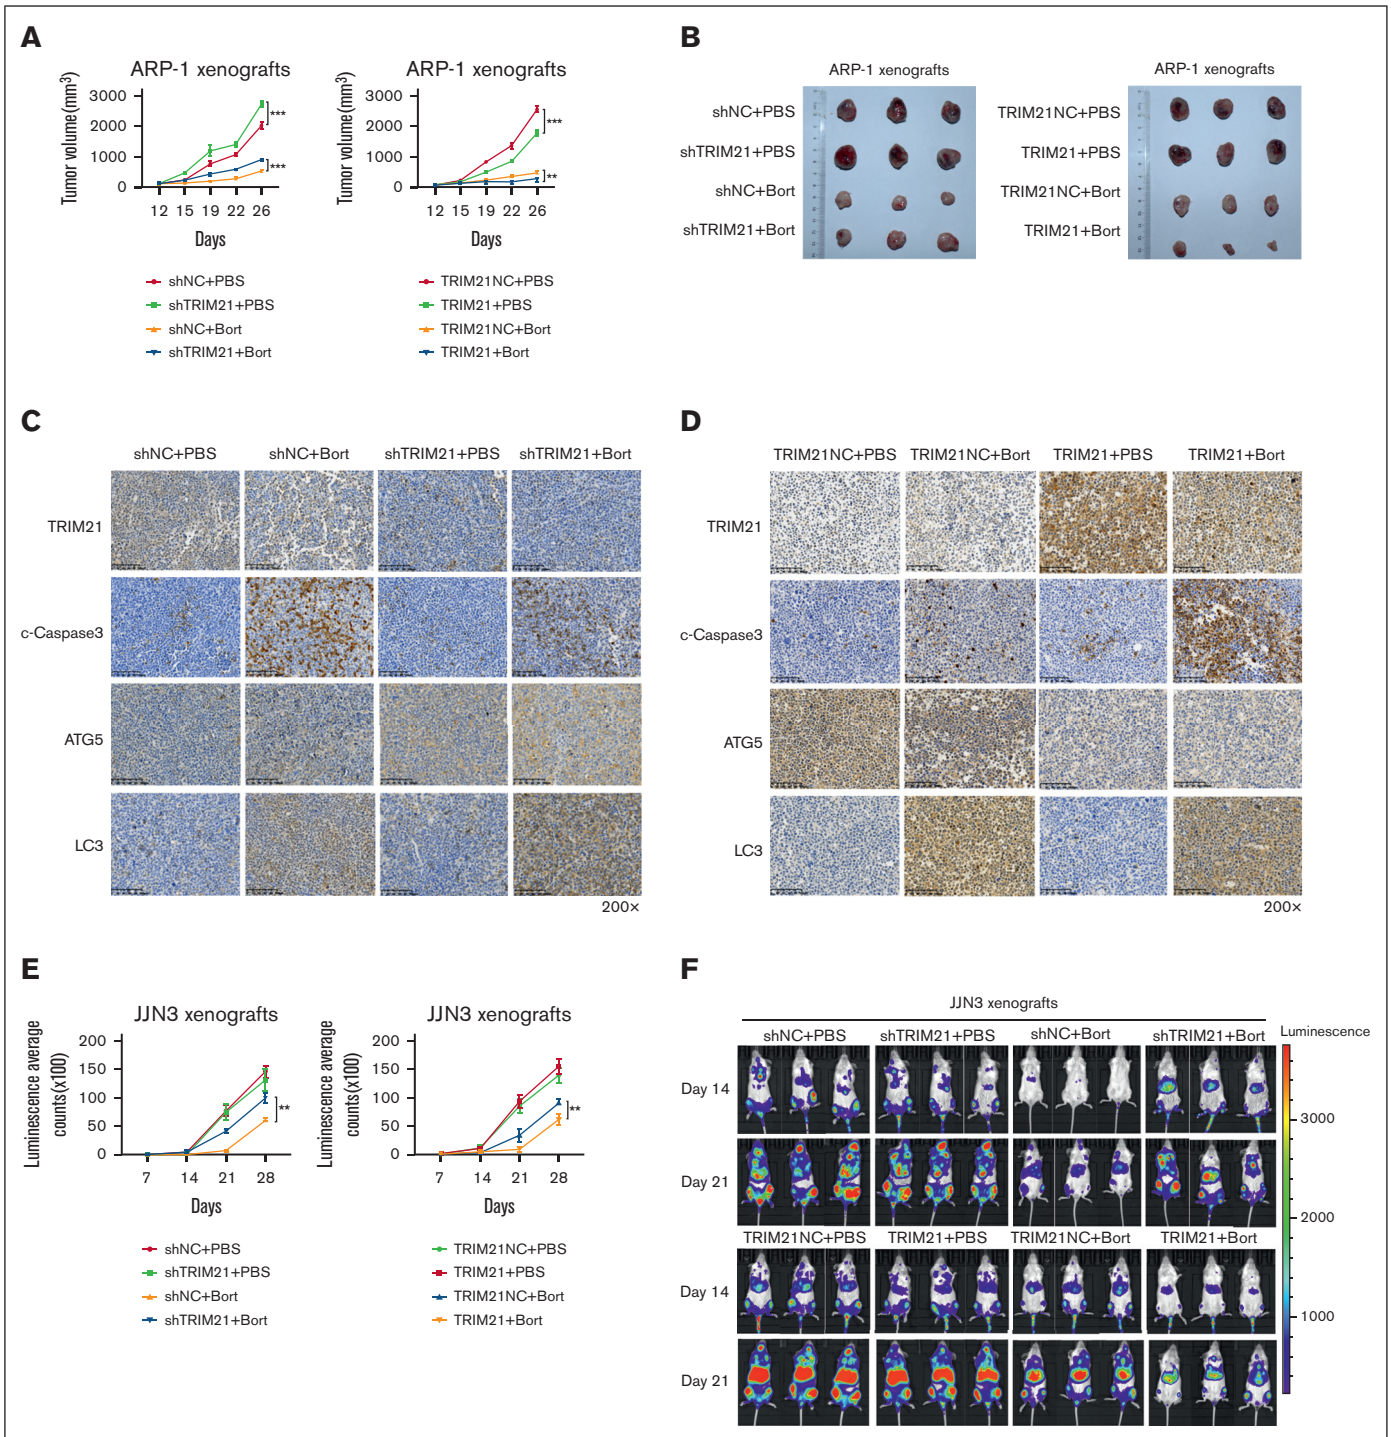 A
ARP-1 xenografts
Tumor volume(mm³)
3000
2000
1000
0
12 15 19 22 26
Days
***
***
shNC+PBS
shTRIM21+PBS
shNC+Bort
shTRIM21+Bort
ARP-1 xenografts
Tumor volume(mm³)
3000
2000
1000
0
12 15 19 22 26
Days
***
**
TRIM21NC+PBS
TRIM21+PBS
TRIM21NC+Bort
TRIM21+Bort
B
ARP-1 xenografts
shNC+PBS
shTRIM21+PBS
shNC+Bort
shTRIM21+Bort
ARP-1 xenografts
TRIM21NC+PBS
TRIM21+PBS
TRIM21NC+Bort
TRIM21+Bort
C
shNC+PBS shNC+Bort shTRIM21+PBS shTRIM21+Bort
TRIM21
c-Caspase3
ATG5
LC3
200×
D
TRIM21NC+PBS TRIM21NC+Bort TRIM21+PBS TRIM21+Bort
TRIM21
c-Caspase3
ATG5
LC3
200×
E
JJN3 xenografts
Luminescence average
counts(x100)
200
150
100
50
0
7 14 21 28
Days
**
shNC+PBS
shTRIM21+PBS
shNC+Bort
shTRIM21+Bort
JJN3 xenografts
Luminescence average
counts(x100)
200
150
100
50
0
7 14 21 28
Days
**
TRIM21NC+PBS
TRIM21+PBS
TRIM21NC+Bort
TRIM21+Bort
F
JJN3 xenografts
shNC+PBS shTRIM21+PBS shNC+Bort shTRIM21+Bort
Day 14
Day 21
TRIM21NC+PBS TRIM21+PBS TRIM21NC+Bort TRIM21+Bort
Day 14
Day 21
Luminescence
3000
2000
1000